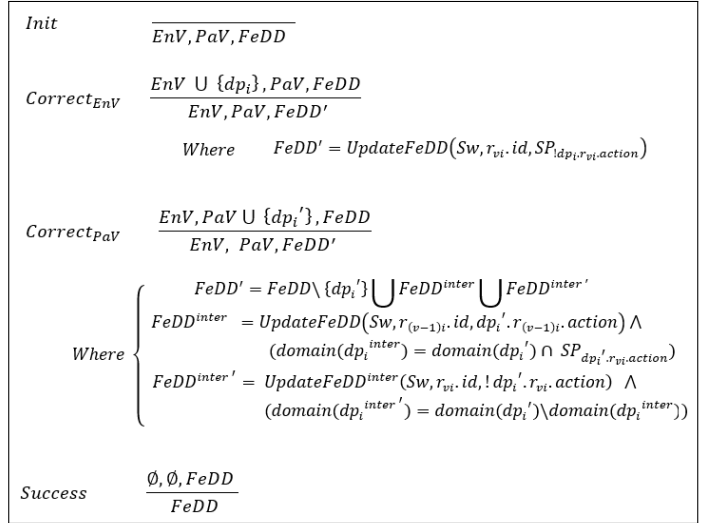 Init
EnV, PaV, FeDD
Correct_EnV EnV ∪ {dp_i}, PaV, FeDD
EnV, PaV, FeDD′
Where FeDD′ = UpdateFeDD(Sw, r_vi.id, SP_!dp_i.r_vi.action)
Correct_PaV EnV, PaV ∪ {dp_i′}, FeDD
EnV, PaV, FeDD′
FeDD′ = FeDD\{dp_i′} ⋃ FeDD^inter ⋃ FeDD^inter′
FeDD^inter = UpdateFeDD(Sw, r_(v−1)i.id, dp_i′.r_(v−1)i.action) ∧
(domain(dp_i^inter) = domain(dp_i′) ∩ SP_dp_i′.r_vi.action)
Where
FeDD^inter′ = UpdateFeDD^inter(Sw, r_vi.id, !dp_i′.r_vi.action) ∧
(domain(dp_i^inter′) = domain(dp_i′)\domain(dp_i^inter))
Success ∅, ∅, FeDD
FeDD